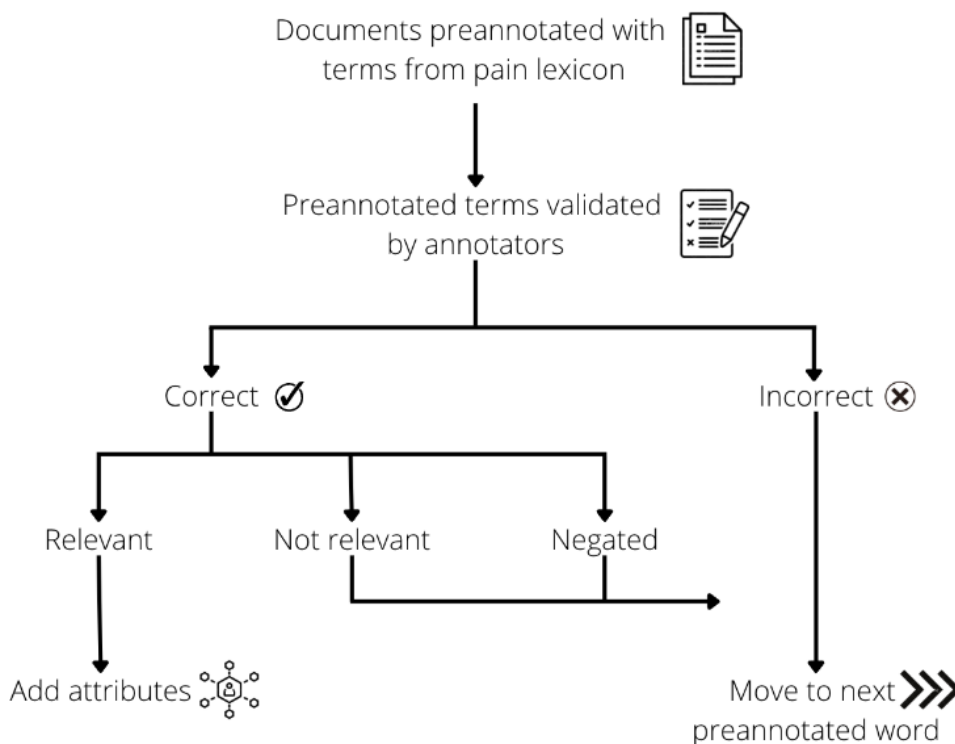 Documents preannotated with
terms from pain lexicon
Preannotated terms validated
by annotators
Correct
Incorrect
Relevant
Not relevant
Negated
Add attributes
Move to next
preannotated word